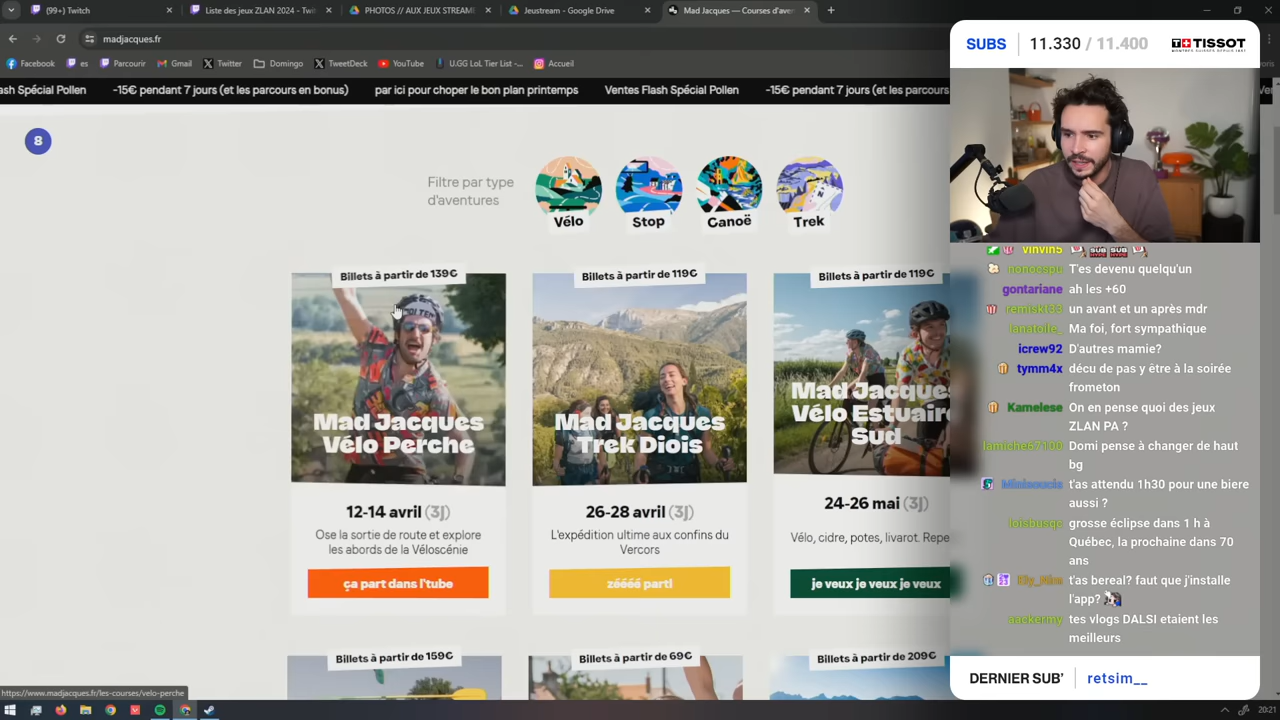 (99+) Twitch
Liste des jeux ZLAN 2024 - Twi
PHOTOS // AUX JEUX STREAM
Jeustream - Google Drive
Mad Jacques — Courses d'aven
madjacques.fr
Facebook
es
Parcourir
Gmail
Twitter
Domingo
TweetDeck
YouTube
U.GG LoL Tier List -...
Accueil
ash Spécial Pollen
-15€ pendant 7 jours (et les parcours en bonus)
par ici pour choper le bon plan printemps
Ventes Flash Spécial Pollen
-15€ pendant 7 jours (et les parcours
8
Filtre par type
d'aventures
Vélo
Stop
Canoë
Trek
Billets à partir de 139€
Billets à partir de 119€
Billets à partir de 119€
MOLTEN
Mad Jacques
Vélo Perche
Mad Jacques
Trek Diois
Mad Jacques
Vélo Estuaire
Sud
12-14 avril (3J)
26-28 avril (3J)
24-26 mai (3J)
Ose la sortie de route et explore
les abords de la Véloscénie
L'expédition ultime aux confins du
Vercors
Vélo, cidre, potes, livarot. Repe
ça part dans l'tube
zéééé parti
je veux je veux je veux
Billets à partir de 159€
Billets à partir de 69€
Billets à partir de 209€
https://www.madjacques.fr/les-courses/velo-perche
SUBS
11.330 / 11.400
TISSOT
vinvin5
T'es devenu quelqu'un
gontariane ah les +60
un avant et un après mdr
Ma foi, fort sympathique
icrew92 D'autres mamie?
tymm4x décu de pas y être à la soirée
frometon
Kamelese On en pense quoi des jeux
ZLAN PA ?
lamiche67100 Domi pense à changer de haut
bg
t'as attendu 1h30 pour une biere
aussi ?
grosse éclipse dans 1 h à
Québec, la prochaine dans 70
ans
t'as bereal? faut que j'installe
l'app?
aackermy tes vlogs DALSI etaient les
meilleurs
DERNIER SUB'
retsim__
20:21